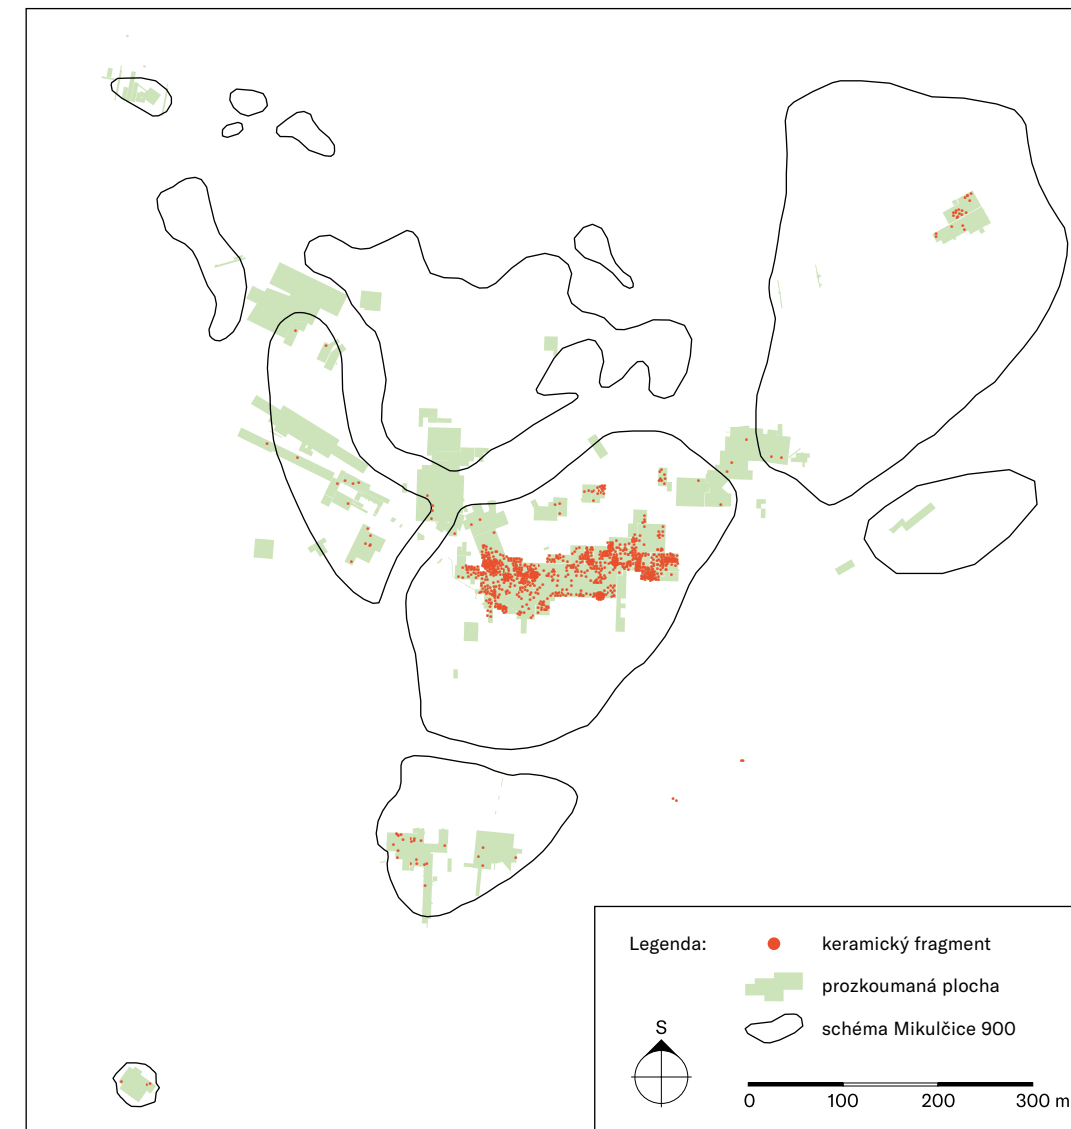 Legenda:
keramický fragment
prozkoumaná plocha
schéma Mikulčice 900
S
0 100 200 300 m